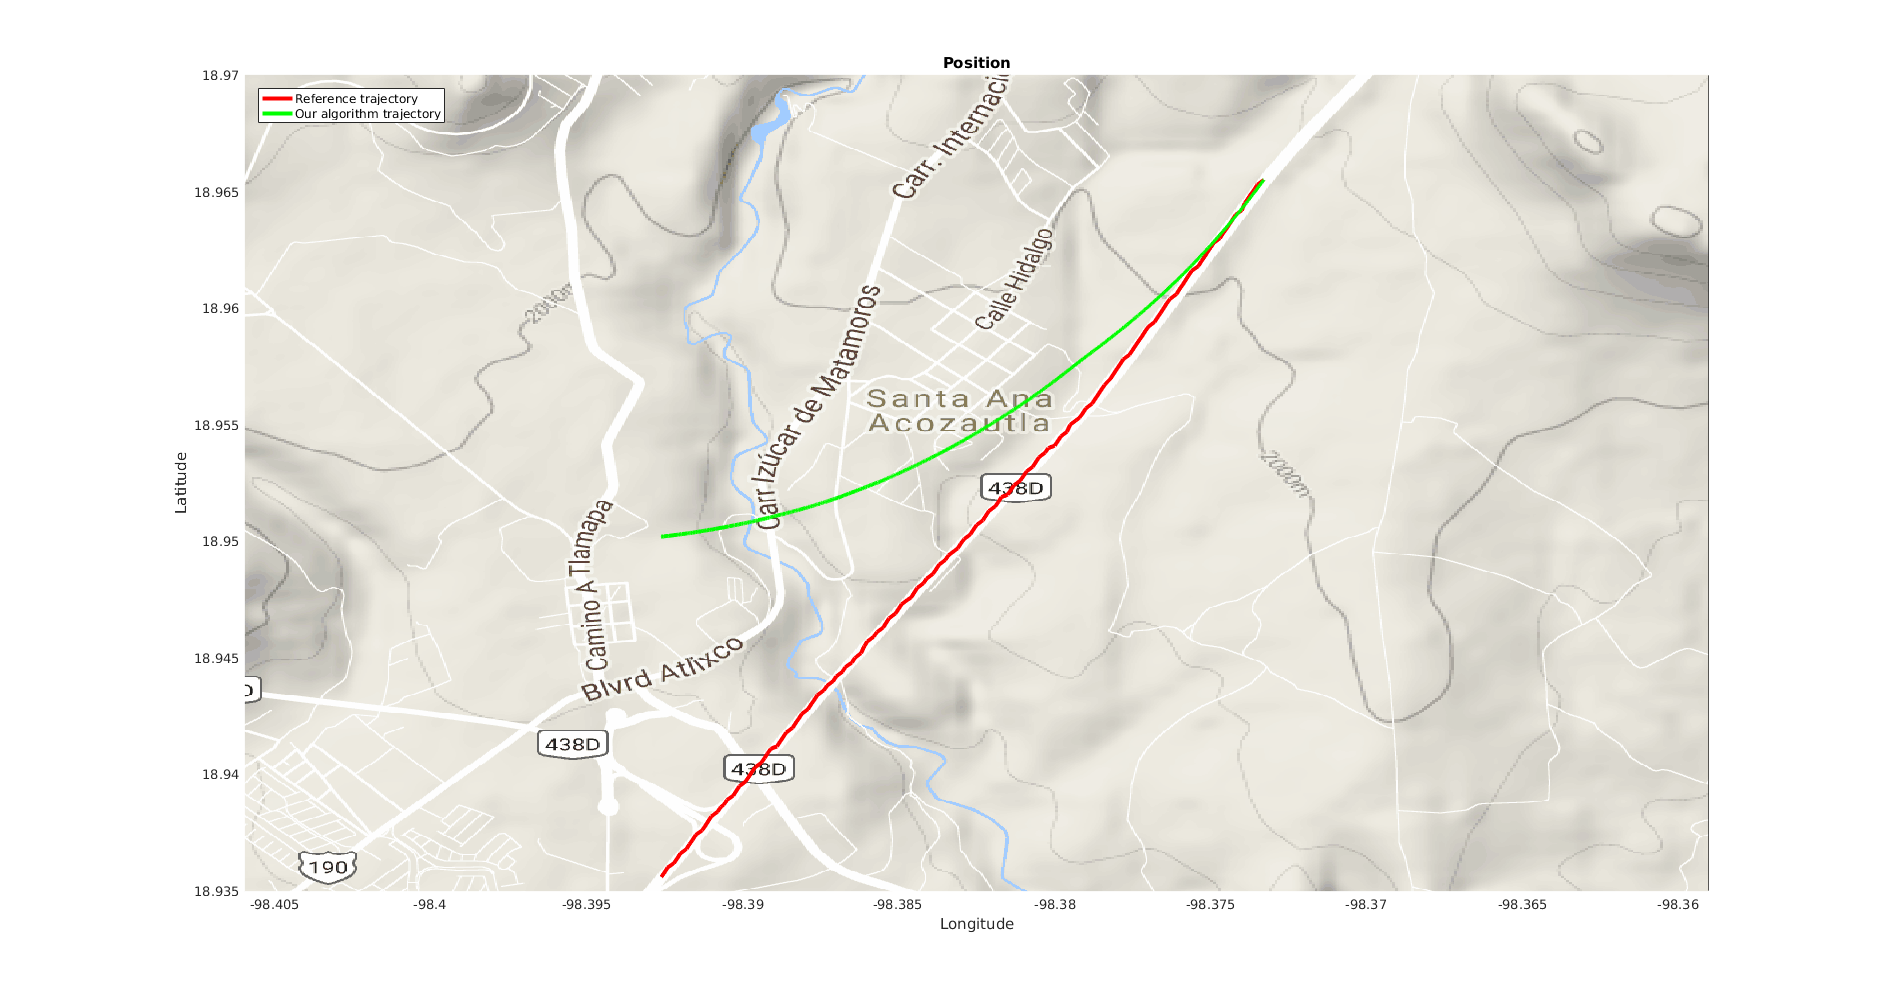 Position
18.97
18.965
18.96
18.955
18.95
18.945
18.94
18.935
Latitude
Reference trajectory
Our algorithm trajectory
Carr. Internaci
Calle Hidalgo
2000m
Carr Izúcar de Matamoros
Santa Ana
Acozautla
2000m
438D
Camino A Tlamapa
Blvrd Atlixco
D
438D
438D
190
-98.405
-98.4
-98.395
-98.39
-98.385
-98.38
-98.375
-98.37
-98.365
-98.36
Longitude